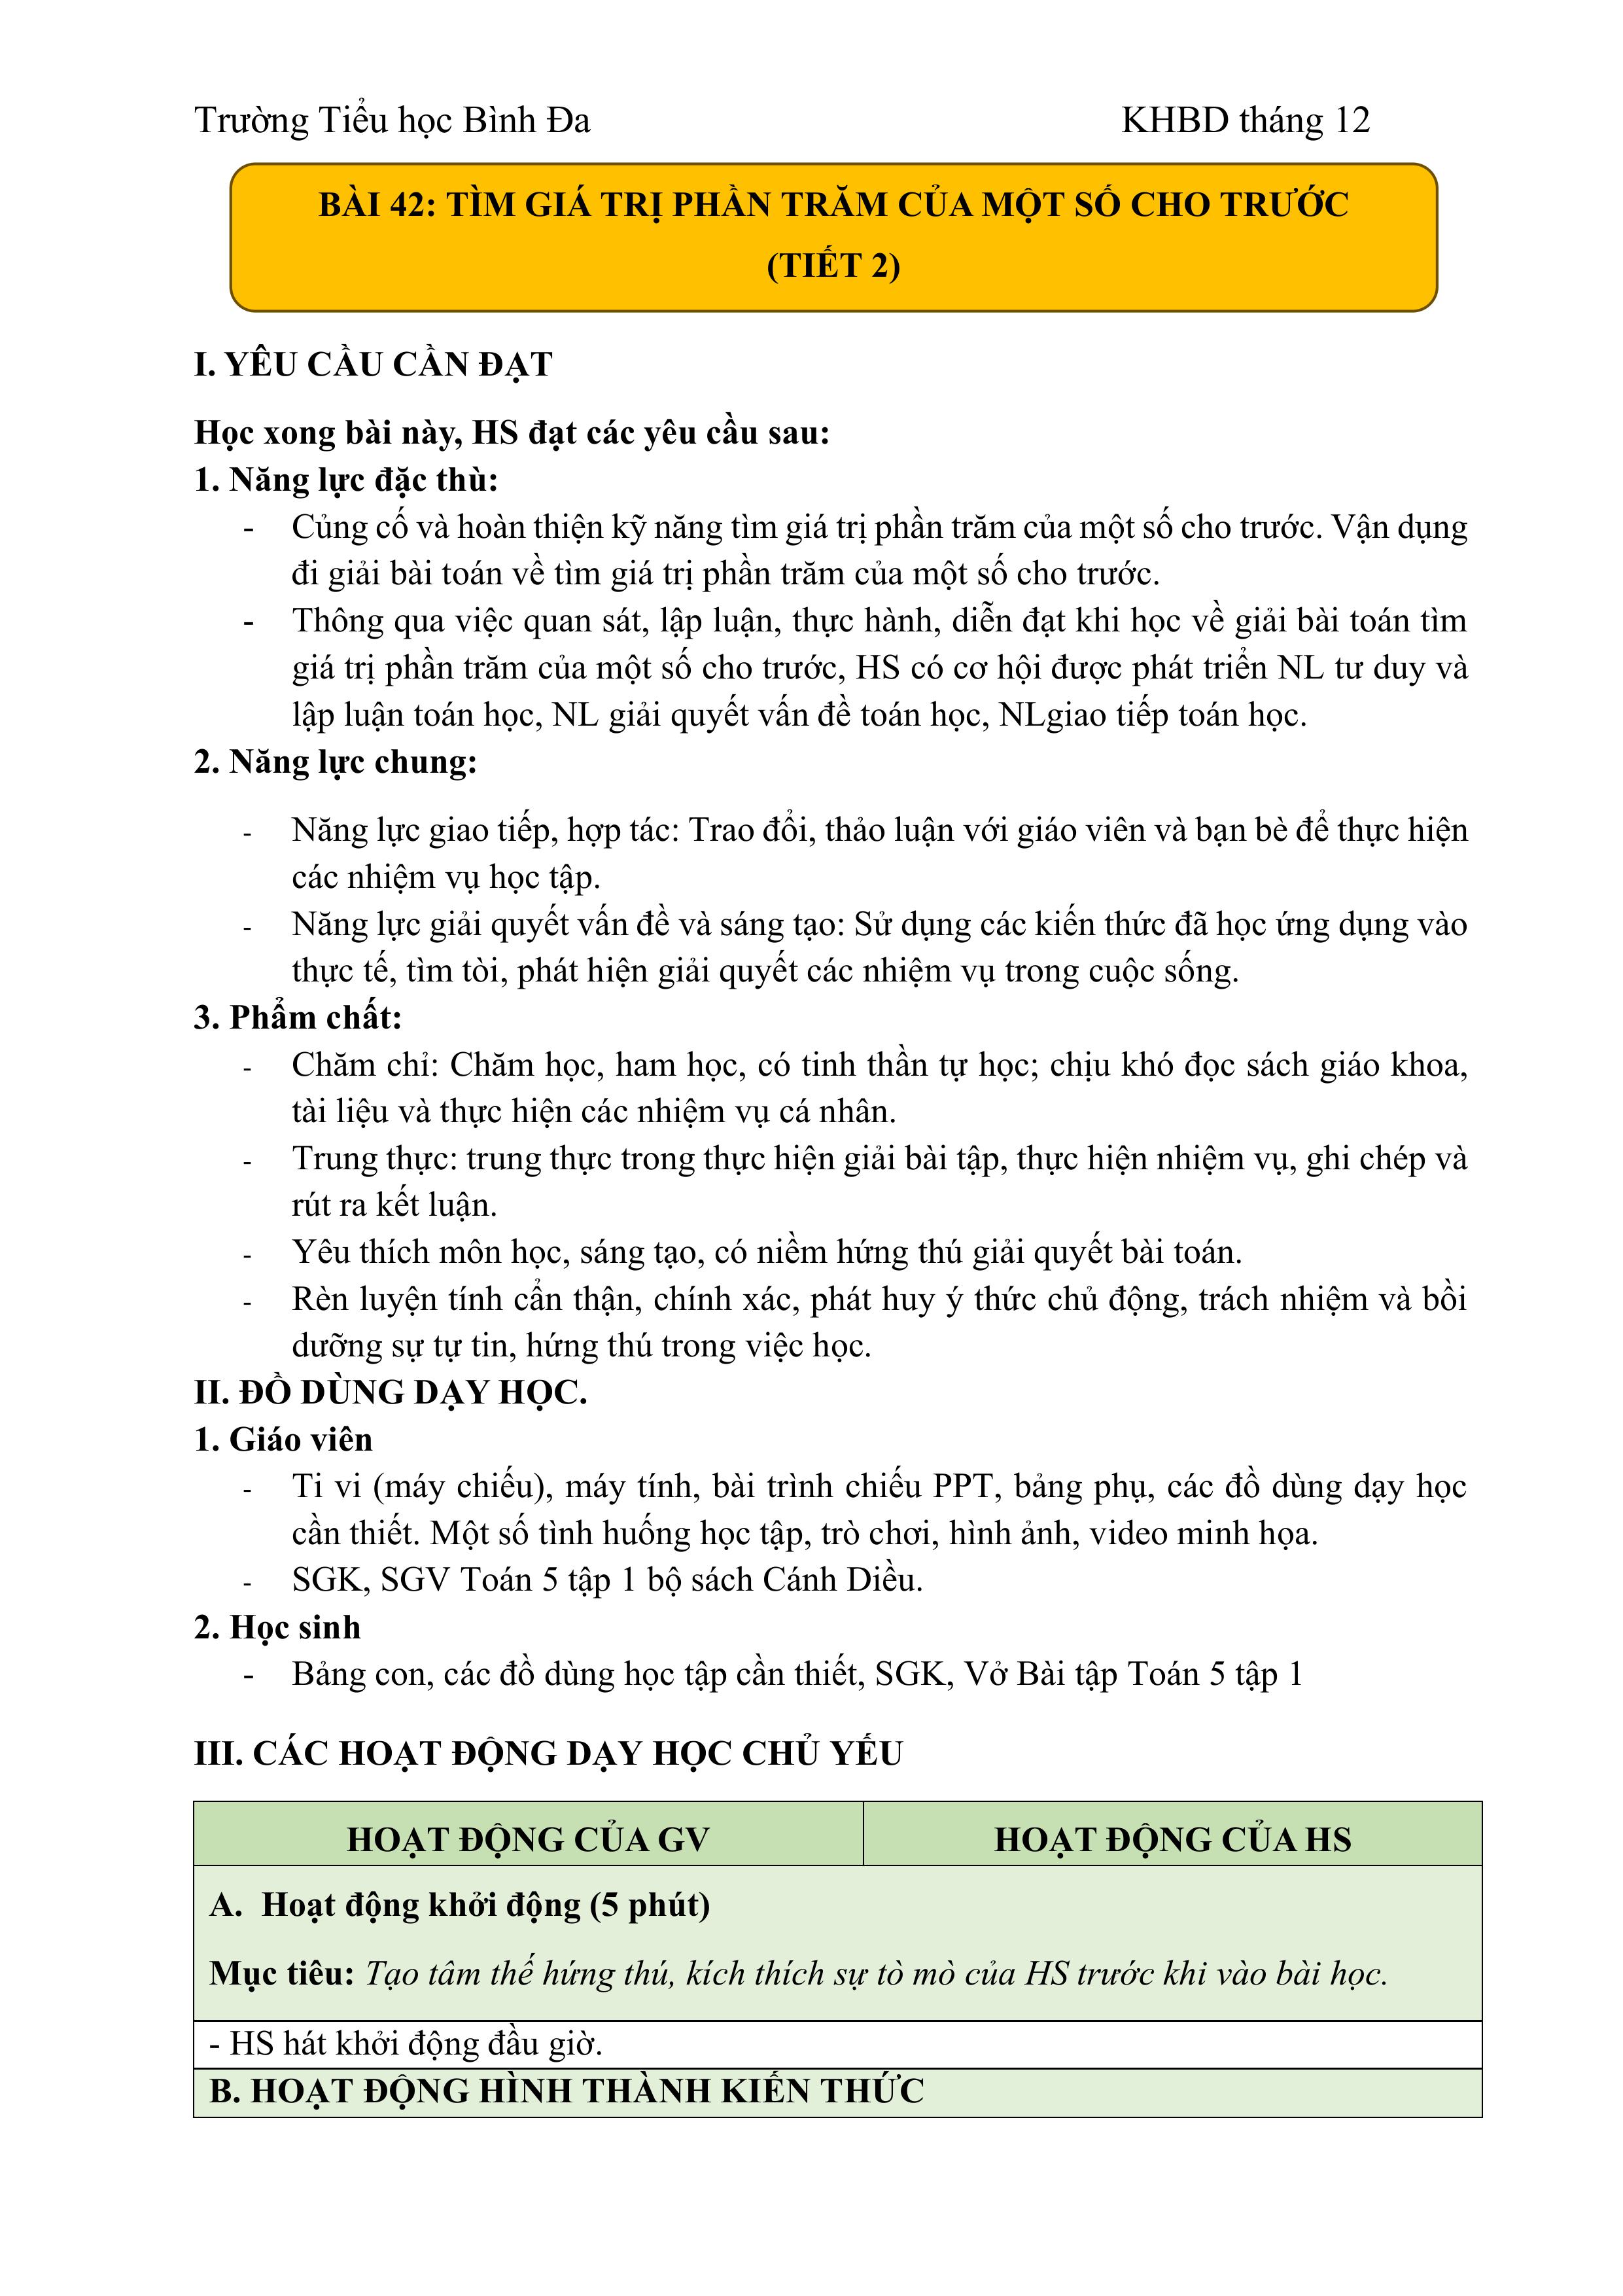 Trường Tiểu học Bình Đa KHBD tháng 12
BÀI 42: TÌM GIÁ TRỊ PHẦN TRĂM CỦA MỘT SỐ CHO TRƯỚC
(TIẾT 2)
I. YÊU CẦU CẦN ĐẠT
Học xong bài này, HS đạt các yêu cầu sau:
1. Năng lực đặc thù:
- Củng cố và hoàn thiện kỹ năng tìm giá trị phần trăm của một số cho trước. Vận dụng
đi giải bài toán về tìm giá trị phần trăm của một số cho trước.
- Thông qua việc quan sát, lập luận, thực hành, diễn đạt khi học về giải bài toán tìm
giá trị phần trăm của một số cho trước, HS có cơ hội được phát triển NL tư duy và
lập luận toán học, NL giải quyết vấn đề toán học, NLgiao tiếp toán học.
2. Năng lực chung:
- Năng lực giao tiếp, hợp tác: Trao đổi, thảo luận với giáo viên và bạn bè để thực hiện
các nhiệm vụ học tập.
- Năng lực giải quyết vấn đề và sáng tạo: Sử dụng các kiến thức đã học ứng dụng vào
thực tế, tìm tòi, phát hiện giải quyết các nhiệm vụ trong cuộc sống.
3. Phẩm chất:
- Chăm chỉ: Chăm học, ham học, có tinh thần tự học; chịu khó đọc sách giáo khoa,
tài liệu và thực hiện các nhiệm vụ cá nhân.
- Trung thực: trung thực trong thực hiện giải bài tập, thực hiện nhiệm vụ, ghi chép và
rút ra kết luận.
- Yêu thích môn học, sáng tạo, có niềm hứng thú giải quyết bài toán.
- Rèn luyện tính cẩn thận, chính xác, phát huy ý thức chủ động, trách nhiệm và bồi
dưỡng sự tự tin, hứng thú trong việc học.
II. ĐỒ DÙNG DẠY HỌC.
1. Giáo viên
- Ti vi (máy chiếu), máy tính, bài trình chiếu PPT, bảng phụ, các đồ dùng dạy học
cần thiết. Một số tình huống học tập, trò chơi, hình ảnh, video minh họa.
- SGK, SGV Toán 5 tập 1 bộ sách Cánh Diều.
2. Học sinh
- Bảng con, các đồ dùng học tập cần thiết, SGK, Vở Bài tập Toán 5 tập 1
III. CÁC HOẠT ĐỘNG DẠY HỌC CHỦ YẾU
HOẠT ĐỘNG CỦA GV HOẠT ĐỘNG CỦA HS
A. Hoạt động khởi động (5 phút)
Mục tiêu: Tạo tâm thế hứng thú, kích thích sự tò mò của HS trước khi vào bài học.
- HS hát khởi động đầu giờ.
B. HOẠT ĐỘNG HÌNH THÀNH KIẾN THỨC